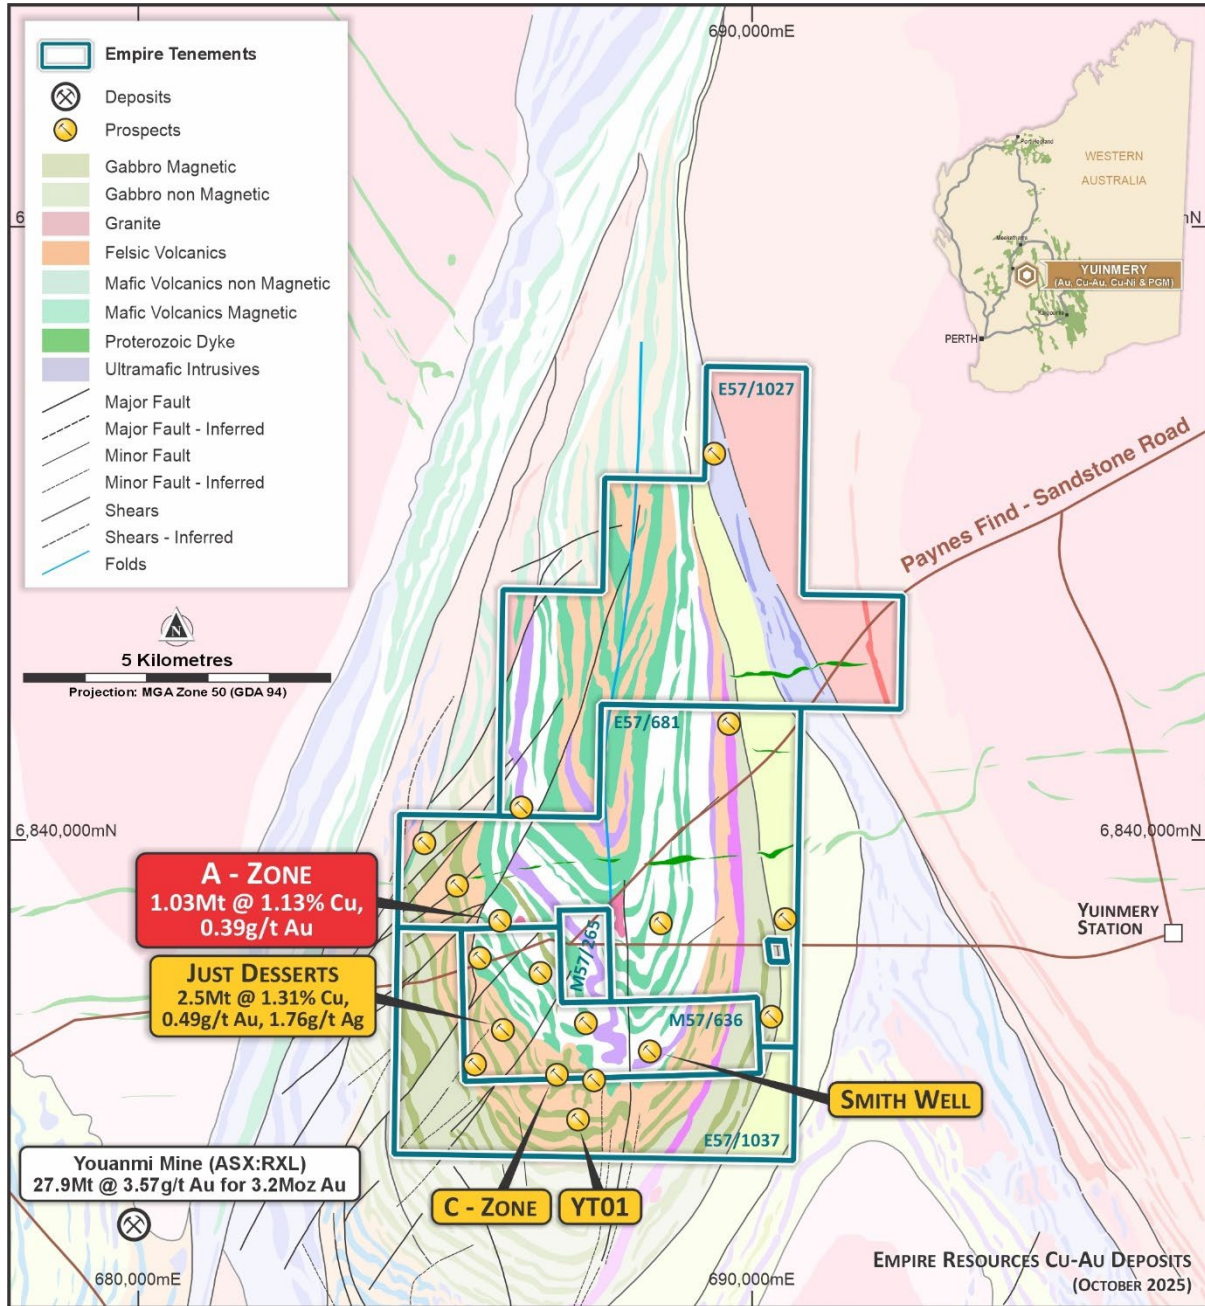 690,000mE
Empire Tenements
Deposits
Prospects
Gabbro Magnetic
Gabbro non Magnetic
Granite
Felsic Volcanics
Mafic Volcanics non Magnetic
Mafic Volcanics Magnetic
Proterozoic Dyke
Ultramafic Intrusives
Major Fault
Major Fault - Inferred
Minor Fault
Minor Fault - Inferred
Shears
Shears - Inferred
Folds
N
5 Kilometres
Projection: MGA Zone 50 (GDA 94)
6
N
Port Hedland
WESTERN
AUSTRALIA
Meekatharra
YUINMERY
(Au, Cu-Au, Cu-Ni & PGM)
Kalgoorlie
PERTH
E57/1027
Paynes Find - Sandstone Road
E57/681
6,840,000mN
6,840,000mN
A - ZONE
1.03Mt @ 1.13% Cu,
0.39g/t Au
M57/265
YUINMERY
STATION
JUST DESSERTS
2.5Mt @ 1.31% Cu,
0.49g/t Au, 1.76g/t Ag
M57/636
SMITH WELL
E57/1037
Youanmi Mine (ASX:RXL)
27.9Mt @ 3.57g/t Au for 3.2Moz Au
C - ZONE
YT01
EMPIRE RESOURCES CU-AU DEPOSITS
(OCTOBER 2025)
680,000mE
690,000mE